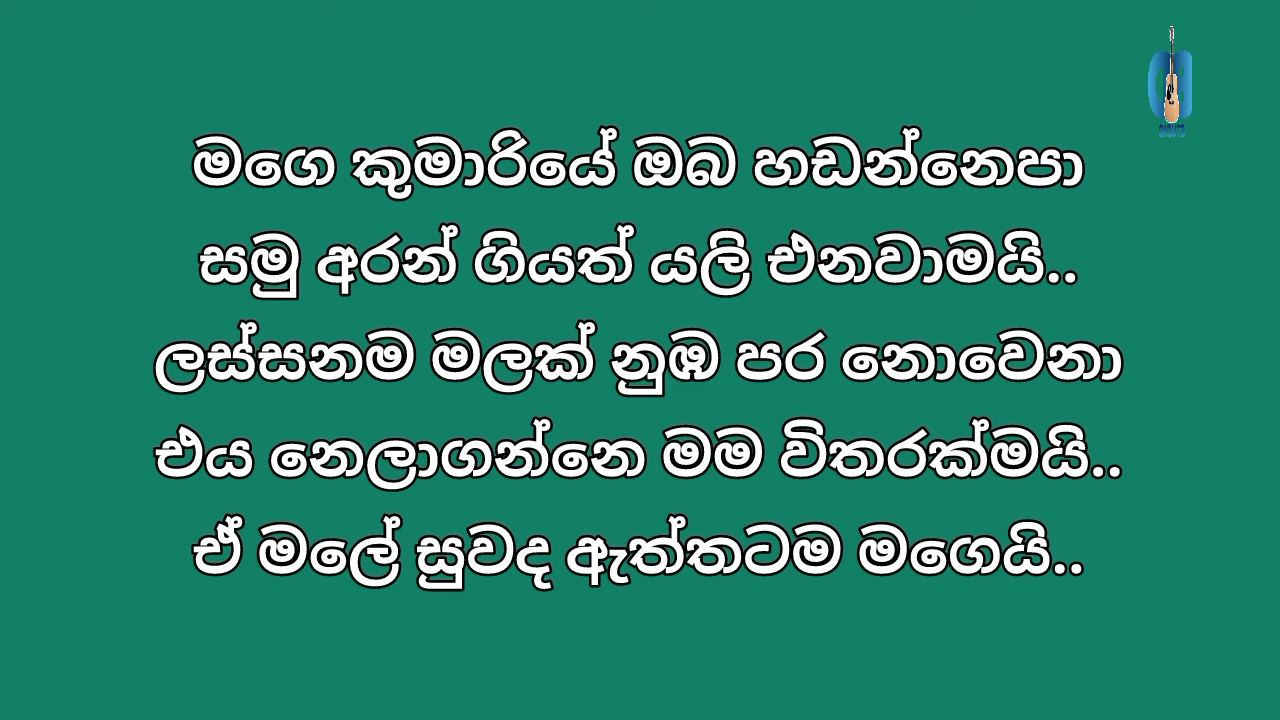 මගෙ කුමාරියේ ඔබ හඩන්නෙපා
සමු අරන් ගියත් යලි එනවාමයි..
ලස්සනම මලක් නුඹ පර නොවෙනා
එය නෙලාගන්නෙ මම විතරක්මයි..
ඒ මලේ සුවද ඇත්තටම මගෙයි..